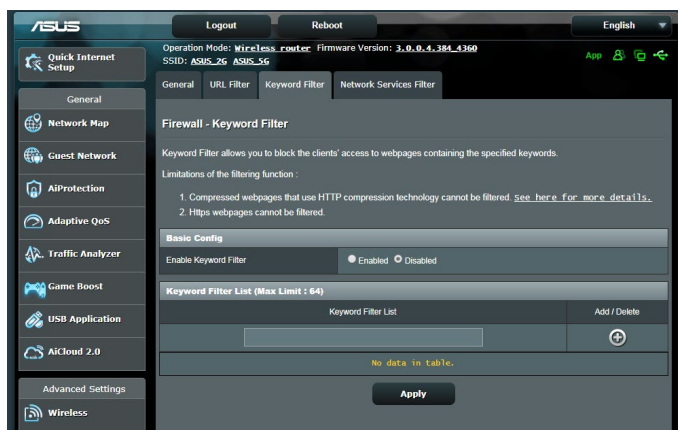 ASUS
Logout
Reboot
English
Quick Internet Setup
Operation Mode: Wireless router Firmware Version: 3.0.0.4.384_4360
SSID: ASUS_2G ASUS_5G
App
General
URL Filter
Keyword Filter
Network Services Filter
General
Network Map
Guest Network
AiProtection
Adaptive QoS
Traffic Analyzer
Game Boost
USB Application
AiCloud 2.0
Advanced Settings
Wireless
Firewall - Keyword Filter
Keyword Filter allows you to block the clients' access to webpages containing the specified keywords.
Limitations of the filtering function :
1. Compressed webpages that use HTTP compression technology cannot be filtered. See here for more details.
2. Https webpages cannot be filtered.
Basic Config
Enable Keyword Filter
Enabled Disabled
Keyword Filter List (Max Limit : 64)
Keyword Filter List
Add / Delete
No data in table.
Apply